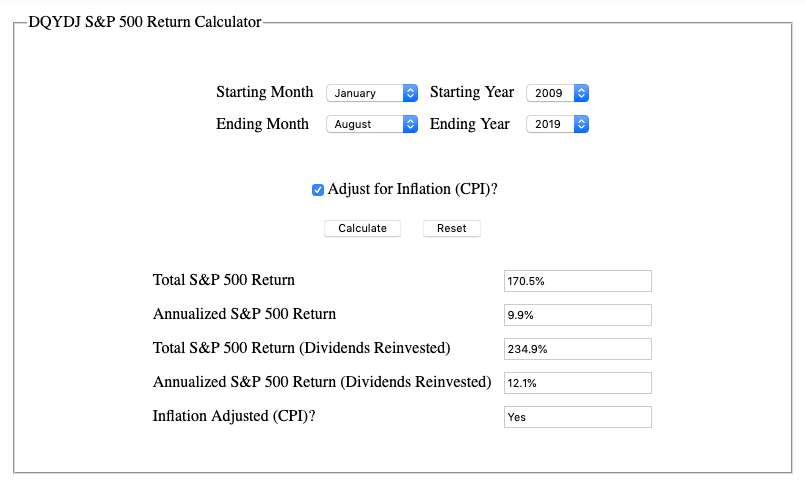 DQYDJ S&P 500 Return Calculator
Starting Month January Starting Year 2009
Ending Month August Ending Year 2019
Adjust for Inflation (CPI)?
Calculate Reset
Total S&P 500 Return 170.5%
Annualized S&P 500 Return 9.9%
Total S&P 500 Return (Dividends Reinvested) 234.9%
Annualized S&P 500 Return (Dividends Reinvested) 12.1%
Inflation Adjusted (CPI)? Yes